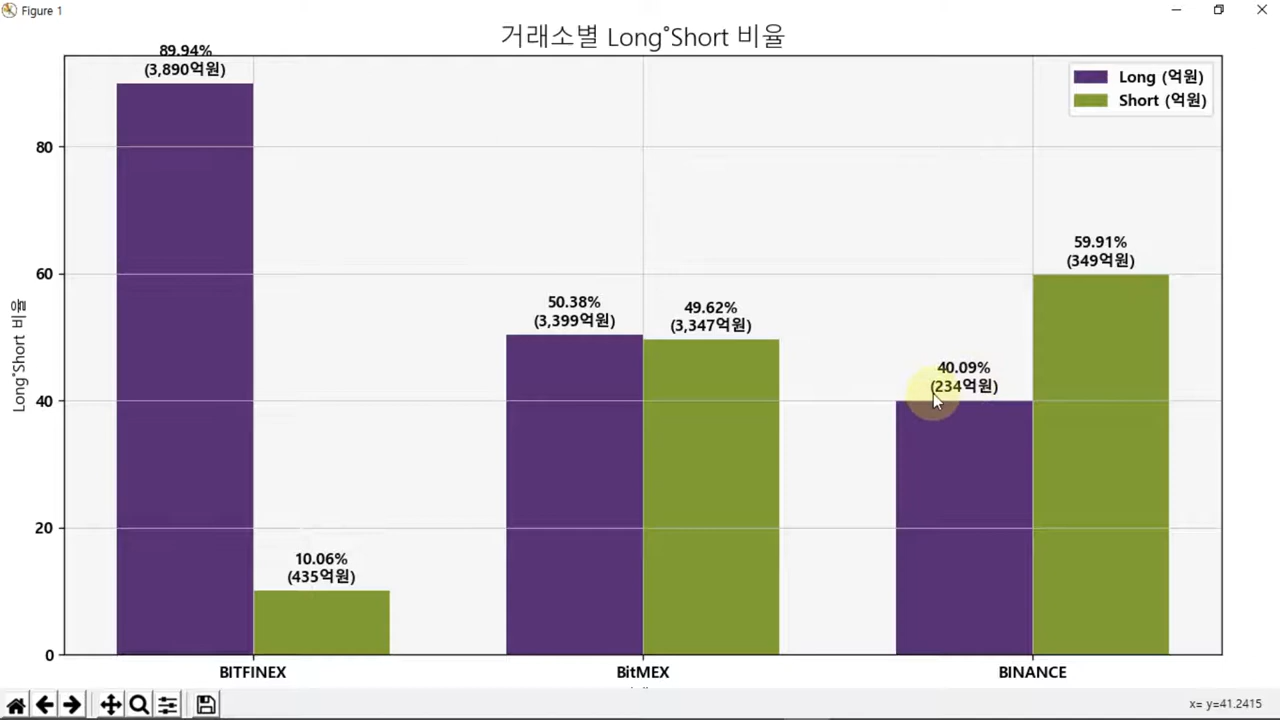 Figure 1
거래소별 Long˚Short 비율
Long (억원)
Short (억원)
Long˚Short 비율
80
60
40
20
0
89.94%
(3,890억원)
10.06%
(435억원)
50.38%
(3,399억원)
49.62%
(3,347억원)
40.09%
(234억원)
59.91%
(349억원)
BITFINEX
BitMEX
BINANCE
x= y=41.2415